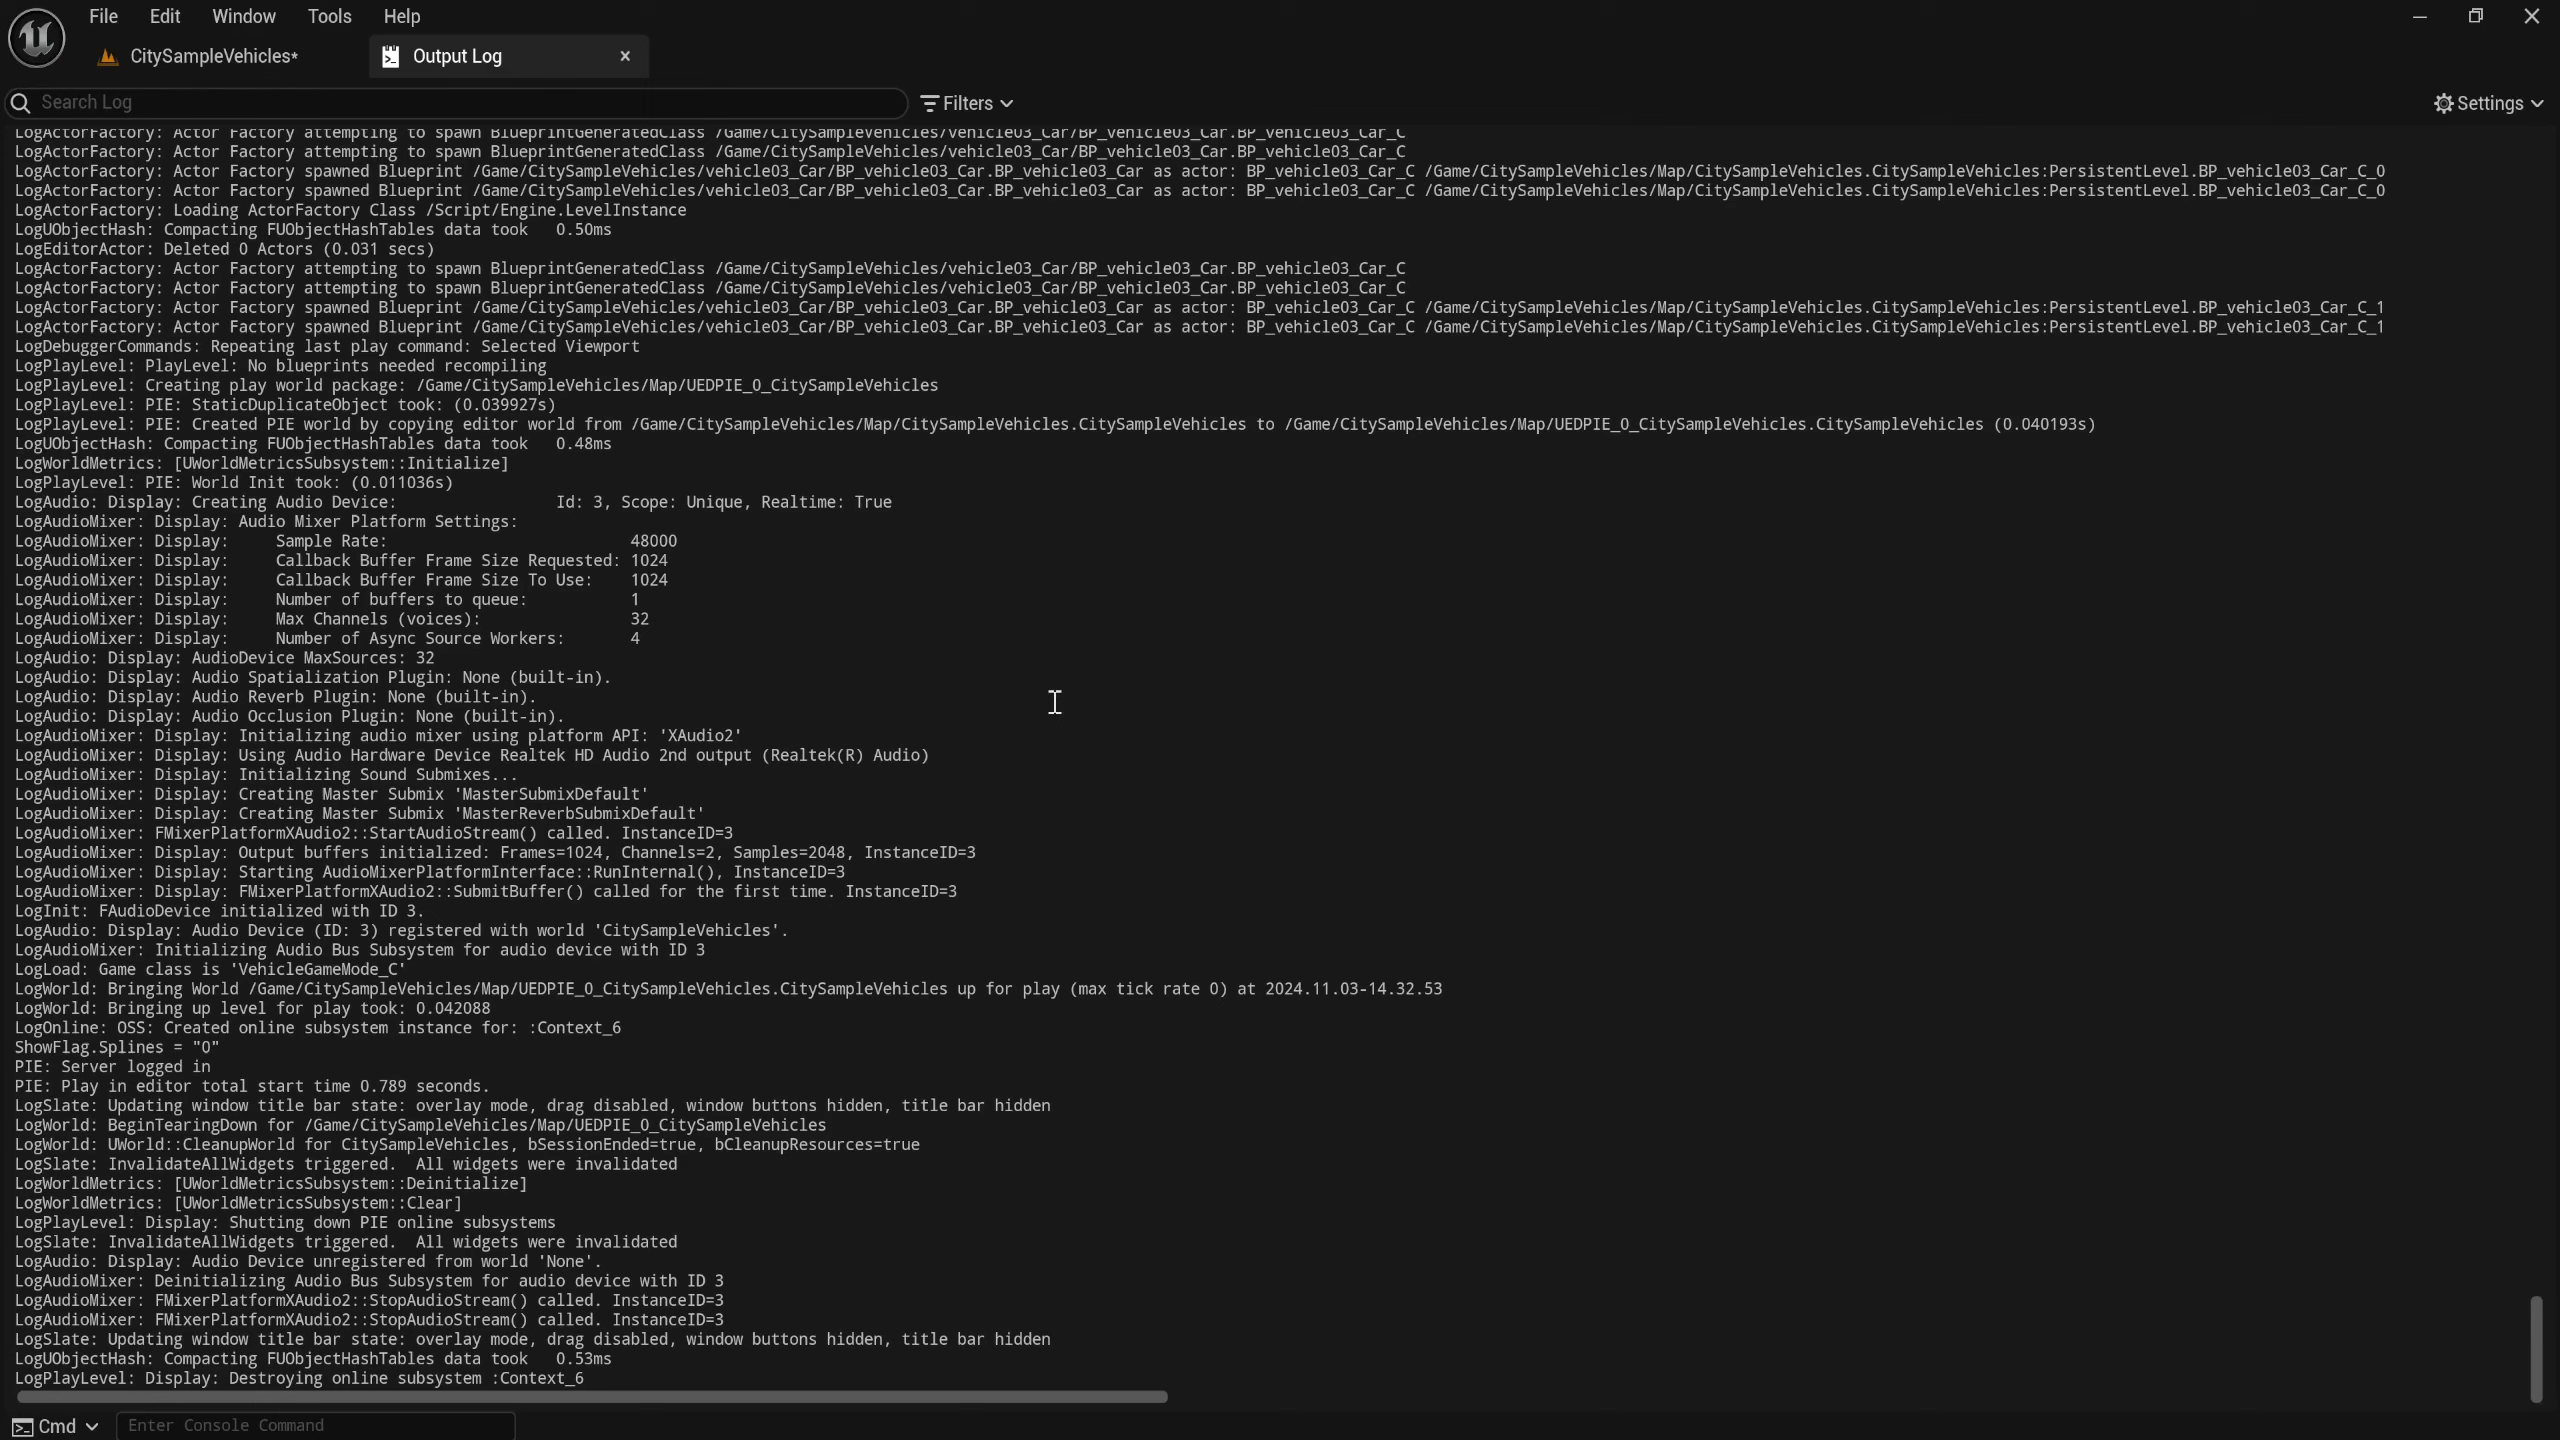 File Edit Window Tools Help
CitySampleVehicles* Output Log
Search Log Filters Settings
LogActorFactory: Actor Factory attempting to spawn BlueprintGeneratedClass /Game/CitySampleVehicles/vehicle03_Car/BP_vehicle03_Car.BP_vehicle03_Car_C
LogActorFactory: Actor Factory attempting to spawn BlueprintGeneratedClass /Game/CitySampleVehicles/vehicle03_Car/BP_vehicle03_Car.BP_vehicle03_Car_C
LogActorFactory: Actor Factory spawned Blueprint /Game/CitySampleVehicles/vehicle03_Car/BP_vehicle03_Car.BP_vehicle03_Car as actor: BP_vehicle03_Car_C /Game/CitySampleVehicles/Map/CitySampleVehicles.CitySampleVehicles:PersistentLevel.BP_vehicle03_Car_C_0
LogActorFactory: Actor Factory spawned Blueprint /Game/CitySampleVehicles/vehicle03_Car/BP_vehicle03_Car.BP_vehicle03_Car as actor: BP_vehicle03_Car_C /Game/CitySampleVehicles/Map/CitySampleVehicles.CitySampleVehicles:PersistentLevel.BP_vehicle03_Car_C_0
LogActorFactory: Loading ActorFactory Class /Script/Engine.LevelInstance
LogUObjectHash: Compacting FUObjectHashTables data took   0.50ms
LogEditorActor: Deleted 0 Actors (0.031 secs)
LogActorFactory: Actor Factory attempting to spawn BlueprintGeneratedClass /Game/CitySampleVehicles/vehicle03_Car/BP_vehicle03_Car.BP_vehicle03_Car_C
LogActorFactory: Actor Factory attempting to spawn BlueprintGeneratedClass /Game/CitySampleVehicles/vehicle03_Car/BP_vehicle03_Car.BP_vehicle03_Car_C
LogActorFactory: Actor Factory spawned Blueprint /Game/CitySampleVehicles/vehicle03_Car/BP_vehicle03_Car.BP_vehicle03_Car as actor: BP_vehicle03_Car_C /Game/CitySampleVehicles/Map/CitySampleVehicles.CitySampleVehicles:PersistentLevel.BP_vehicle03_Car_C_1
LogActorFactory: Actor Factory spawned Blueprint /Game/CitySampleVehicles/vehicle03_Car/BP_vehicle03_Car.BP_vehicle03_Car as actor: BP_vehicle03_Car_C /Game/CitySampleVehicles/Map/CitySampleVehicles.CitySampleVehicles:PersistentLevel.BP_vehicle03_Car_C_1
LogDebuggerCommands: Repeating last play command: Selected Viewport
LogPlayLevel: PlayLevel: No blueprints needed recompiling
LogPlayLevel: Creating play world package: /Game/CitySampleVehicles/Map/UEDPIE_0_CitySampleVehicles
LogPlayLevel: PIE: StaticDuplicateObject took: (0.039927s)
LogPlayLevel: PIE: Created PIE world by copying editor world from /Game/CitySampleVehicles/Map/CitySampleVehicles.CitySampleVehicles to /Game/CitySampleVehicles/Map/UEDPIE_0_CitySampleVehicles.CitySampleVehicles (0.040193s)
LogUObjectHash: Compacting FUObjectHashTables data took   0.48ms
LogWorldMetrics: [UWorldMetricsSubsystem::Initialize]
LogPlayLevel: PIE: World Init took: (0.011036s)
LogAudio: Display: Creating Audio Device:                 Id: 3, Scope: Unique, Realtime: True
LogAudioMixer: Display: Audio Mixer Platform Settings:
LogAudioMixer: Display:     Sample Rate:                          48000
LogAudioMixer: Display:     Callback Buffer Frame Size Requested: 1024
LogAudioMixer: Display:     Callback Buffer Frame Size To Use:    1024
LogAudioMixer: Display:     Number of buffers to queue:           1
LogAudioMixer: Display:     Max Channels (voices):                32
LogAudioMixer: Display:     Number of Async Source Workers:       4
LogAudio: Display: AudioDevice MaxSources: 32
LogAudio: Display: Audio Spatialization Plugin: None (built-in).
LogAudio: Display: Audio Reverb Plugin: None (built-in).
LogAudio: Display: Audio Occlusion Plugin: None (built-in).
LogAudioMixer: Display: Initializing audio mixer using platform API: 'XAudio2'
LogAudioMixer: Display: Using Audio Hardware Device Realtek HD Audio 2nd output (Realtek(R) Audio)
LogAudioMixer: Display: Initializing Sound Submixes...
LogAudioMixer: Display: Creating Master Submix 'MasterSubmixDefault'
LogAudioMixer: Display: Creating Master Submix 'MasterReverbSubmixDefault'
LogAudioMixer: FMixerPlatformXAudio2::StartAudioStream() called. InstanceID=3
LogAudioMixer: Display: Output buffers initialized: Frames=1024, Channels=2, Samples=2048, InstanceID=3
LogAudioMixer: Display: Starting AudioMixerPlatformInterface::RunInternal(), InstanceID=3
LogAudioMixer: Display: FMixerPlatformXAudio2::SubmitBuffer() called for the first time. InstanceID=3
LogInit: FAudioDevice initialized with ID 3.
LogAudio: Display: Audio Device (ID: 3) registered with world 'CitySampleVehicles'.
LogAudioMixer: Initializing Audio Bus Subsystem for audio device with ID 3
LogLoad: Game class is 'VehicleGameMode_C'
LogWorld: Bringing World /Game/CitySampleVehicles/Map/UEDPIE_0_CitySampleVehicles.CitySampleVehicles up for play (max tick rate 0) at 2024.11.03-14.32.53
LogWorld: Bringing up level for play took: 0.042088
LogOnline: OSS: Created online subsystem instance for: :Context_6
ShowFlag.Splines = "0"
PIE: Server logged in
PIE: Play in editor total start time 0.789 seconds.
LogSlate: Updating window title bar state: overlay mode, drag disabled, window buttons hidden, title bar hidden
LogWorld: BeginTearingDown for /Game/CitySampleVehicles/Map/UEDPIE_0_CitySampleVehicles
LogWorld: UWorld::CleanupWorld for CitySampleVehicles, bSessionEnded=true, bCleanupResources=true
LogSlate: InvalidateAllWidgets triggered.  All widgets were invalidated
LogWorldMetrics: [UWorldMetricsSubsystem::Deinitialize]
LogWorldMetrics: [UWorldMetricsSubsystem::Clear]
LogPlayLevel: Display: Shutting down PIE online subsystems
LogSlate: InvalidateAllWidgets triggered.  All widgets were invalidated
LogAudio: Display: Audio Device unregistered from world 'None'.
LogAudioMixer: Deinitializing Audio Bus Subsystem for audio device with ID 3
LogAudioMixer: FMixerPlatformXAudio2::StopAudioStream() called. InstanceID=3
LogAudioMixer: FMixerPlatformXAudio2::StopAudioStream() called. InstanceID=3
LogSlate: Updating window title bar state: overlay mode, drag disabled, window buttons hidden, title bar hidden
LogUObjectHash: Compacting FUObjectHashTables data took   0.53ms
LogPlayLevel: Display: Destroying online subsystem :Context_6
Cmd Enter Console Command